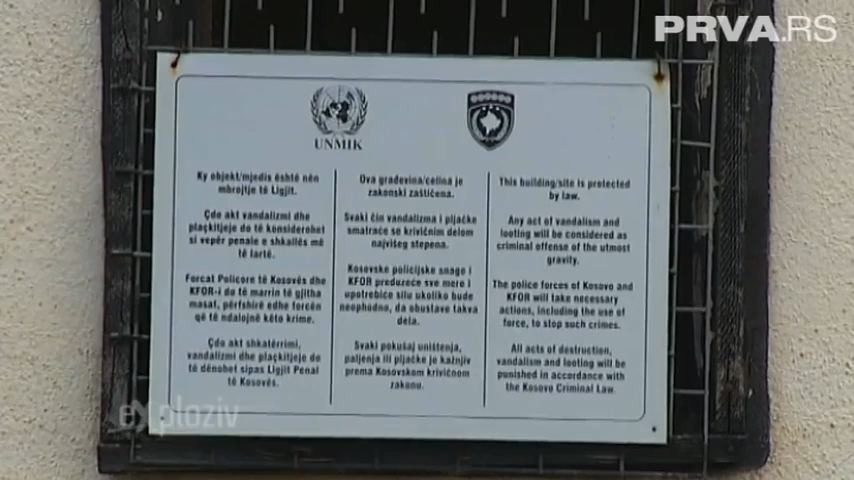 PRVA.RS
UNMIK
Ky objekt/mjedis është nën
mbrojtje të Ligjit.
Çdo akt vandalizmi dhe
plaçkitjeje do të konsiderohet
si vepër penale e shkallës më
të lartë.
Forcat Policore të Kosovës dhe
KFOR-i do të marrin të gjitha
masat, përfshirë edhe forcën
që të ndalojnë këto krime.
Çdo akt shkatërrimi,
vandalizmi dhe plaçkitjeje do
të dënohet sipas Ligjit Penal
të Kosovës.
Ova građevina/celina je
zakonski zaštićena.
Svaki čin vandalizma i pljačke
smatraće se krivičnim delom
najvišeg stepena.
Kosovske policijske snage i
KFOR preduzeće sve mere i
upotrebiće silu ukoliko bude
neophodno, da obustave takva
dela.
Svaki pokušaj uništenja,
paljenja ili pljačke je kažnjiv
prema Kosovskom krivičnom
zakonu.
This building/site is protected
by law.
Any act of vandalism and
looting will be considered as
criminal offense of the utmost
gravity.
The police forces of Kosovo and
KFOR will take necessary
actions, including the use of
force, to stop such crimes.
All acts of destruction,
vandalism and looting will be
punished in accordance with
the Kosovo Criminal Law.
eXploziv